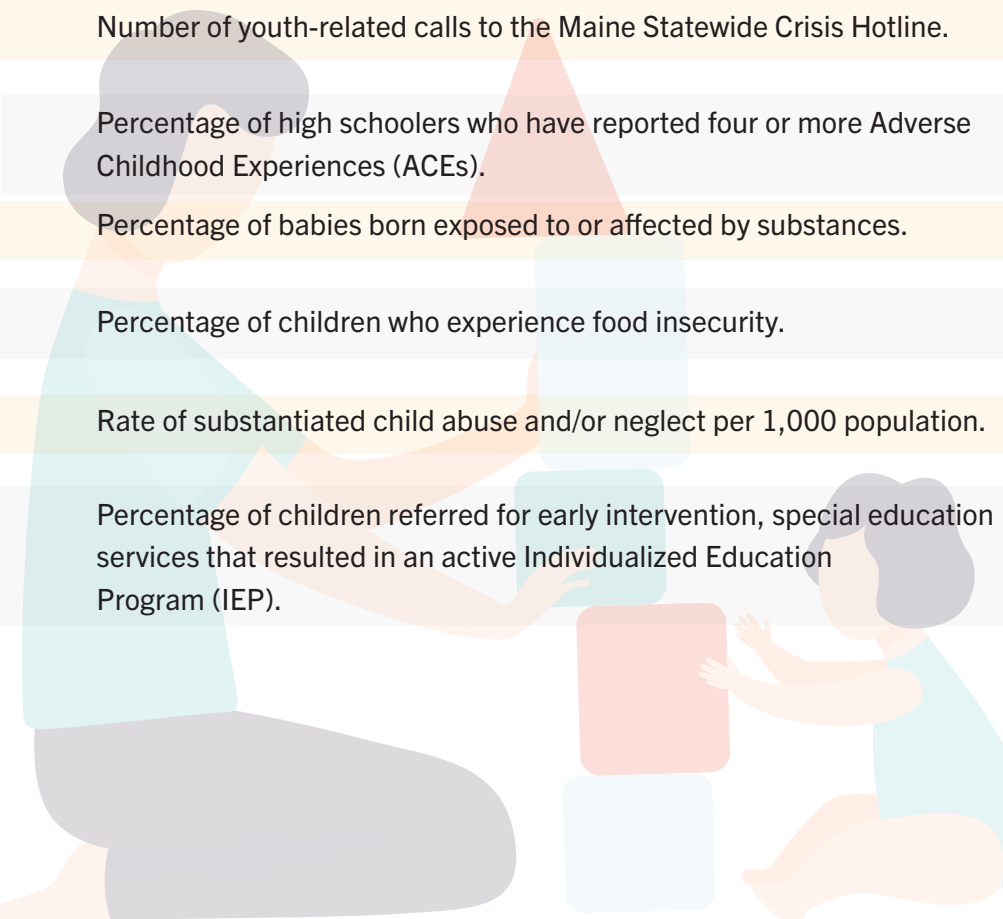 Number of youth-related calls to the Maine Statewide Crisis Hotline.
Percentage of high schoolers who have reported four or more Adverse
Childhood Experiences (ACEs).
Percentage of babies born exposed to or affected by substances.
Percentage of children who experience food insecurity.
Rate of substantiated child abuse and/or neglect per 1,000 population.
Percentage of children referred for early intervention, special education
services that resulted in an active Individualized Education
Program (IEP).